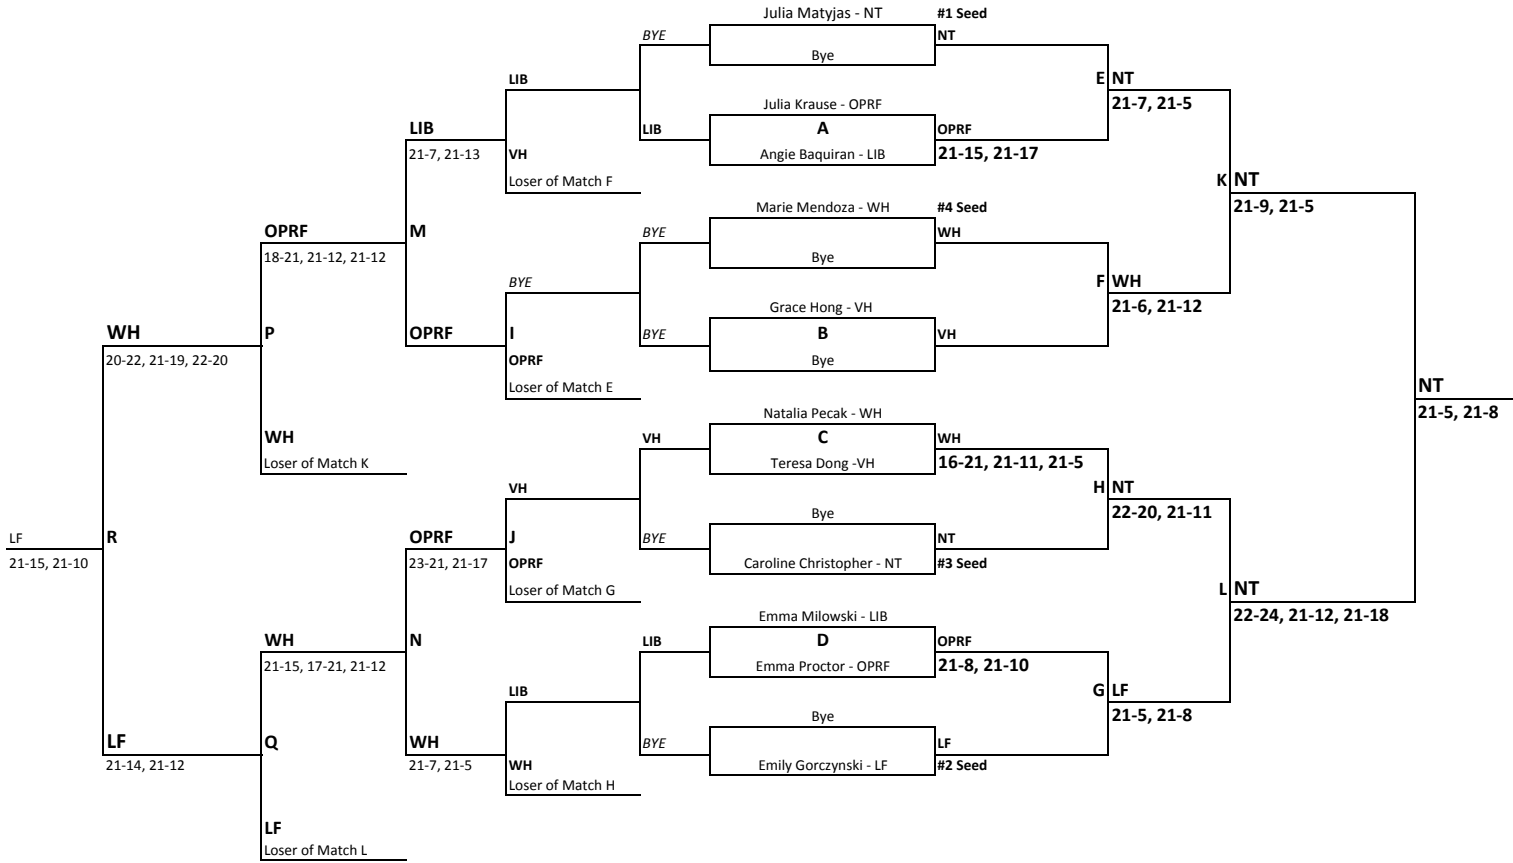 Julia Matyjas - NT
#1 Seed
BYE
NT
Bye
LIB
E NT
21-7, 21-5
Julia Krause - OPRF
LIB
LIB
A
OPRF
21-7, 21-13
VH
Angie Baquiran - LIB
21-15, 21-17
Loser of Match F
K NT
21-9, 21-5
Marie Mendoza - WH
#4 Seed
OPRF
M
BYE
WH
18-21, 21-12, 21-12
Bye
BYE
F WH
21-6, 21-12
Grace Hong - VH
WH
P
OPRF
I
BYE
B
VH
20-22, 21-19, 22-20
OPRF
Bye
Loser of Match E
NT
21-5, 21-8
Natalia Pecak - WH
WH
VH
C
WH
Loser of Match K
Teresa Dong -VH
16-21, 21-11, 21-5
VH
H NT
22-20, 21-11
Bye
LF
R
OPRF
J
BYE
NT
21-15, 21-10
23-21, 21-17
OPRF
Caroline Christopher - NT
#3 Seed
Loser of Match G
L NT
22-24, 21-12, 21-18
Emma Milowski - LIB
WH
N
LIB
D
OPRF
21-15, 17-21, 21-12
Emma Proctor - OPRF
21-8, 21-10
LIB
G LF
21-5, 21-8
Bye
LF
Q
WH
BYE
LF
21-14, 21-12
21-7, 21-5
WH
Emily Gorczynski - LF
#2 Seed
Loser of Match H
LF
Loser of Match L